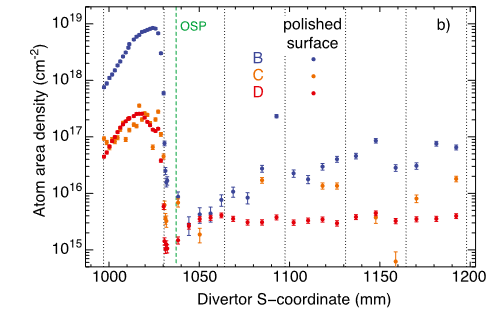 Atom area density (cm⁻²)
10¹⁹
10¹⁸
10¹⁷
10¹⁶
10¹⁵
OSP
polished
surface
b)
B
C
D
1000
1050
1100
1150
1200
Divertor S−coordinate (mm)